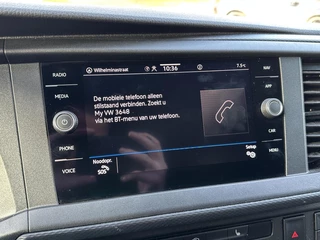 RADIO
MEDIA
PHONE
VOICE
Wilhelminastraat
10:36
7.5°C
NAV
APP
CAR
MENU
De mobiele telefoon alleen
stilstaand verbinden. Zoekt u
My VW 3648
via het BT-menu van uw telefoon.
Noodopr.
SOS
Setup